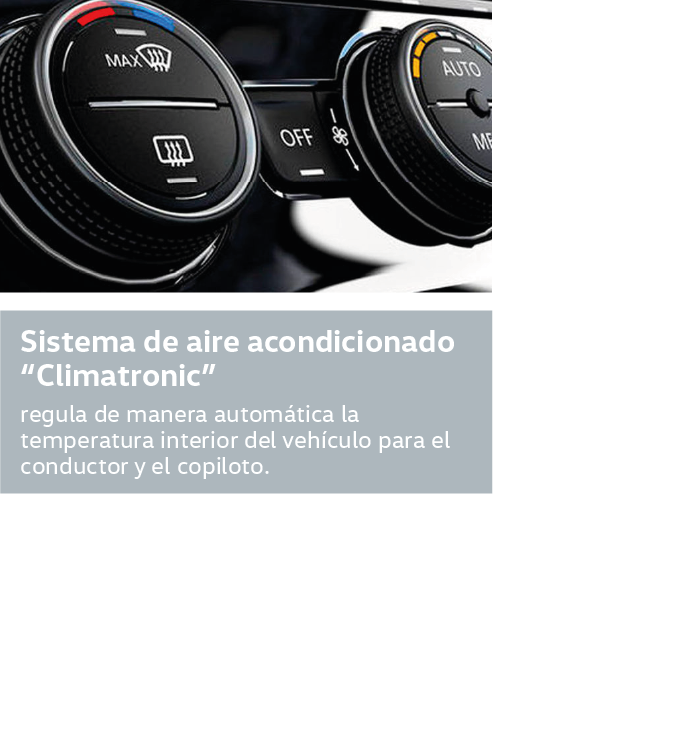 MAX
OFF
AUTO
Sistema de aire acondicionado
“Climatronic”
regula de manera automática la
temperatura interior del vehículo para el
conductor y el copiloto.